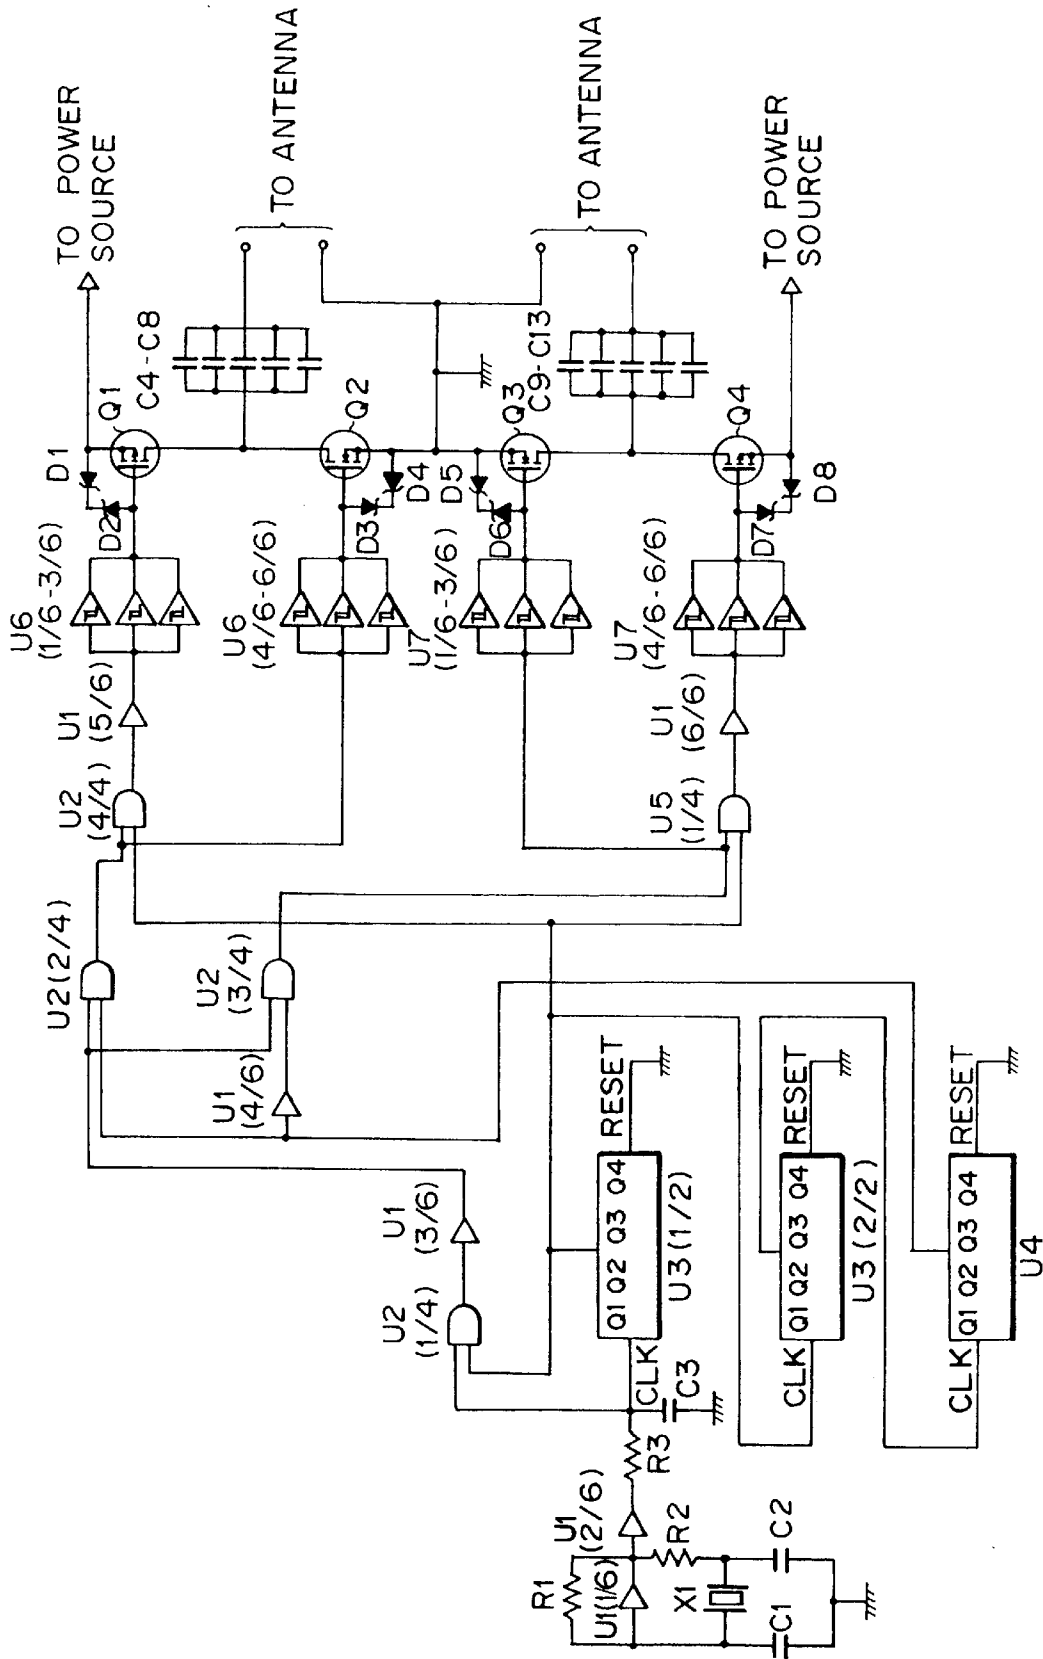 R1
U1(1/6)
X1
C1
C2
R2
U1
(2/6)
R3
C3
CLK
Q1 Q2 Q3 Q4
RESET
U3(1/2)
CLK
Q1 Q2 Q3 Q4
RESET
U3(2/2)
CLK
Q1 Q2 Q3 Q4
RESET
U4
U2
(1/4)
U1
(3/6)
U1
(4/6)
U2(2/4)
U2
(3/4)
U2
(4/4)
U1
(5/6)
U5
(1/4)
U1
(6/6)
U6
(1/6-3/6)
U6
(4/6-6/6)
U7
(1/6-3/6)
U7
(4/6-6/6)
D1
D2
D3
D4
D5
D6
D7
D8
Q1
Q2
Q3
Q4
C4-C8
C9-C13
TO POWER
SOURCE
TO ANTENNA
TO ANTENNA
TO POWER
SOURCE